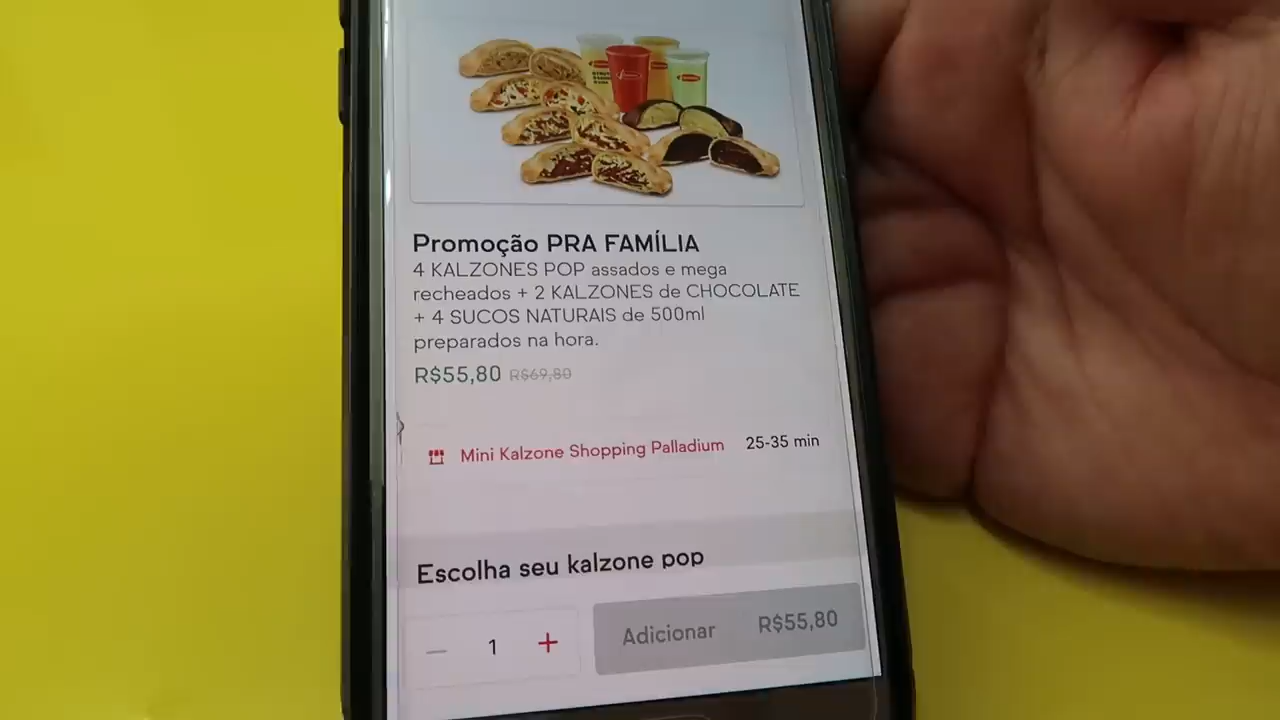 Promoção PRA FAMÍLIA
4 KALZONES POP assados e mega
recheados + 2 KALZONES de CHOCOLATE
+ 4 SUCOS NATURAIS de 500ml
preparados na hora.
R$55,80 R$69,80
Mini Kalzone Shopping Palladium 25-35 min
Escolha seu kalzone pop
1 + Adicionar R$55,80